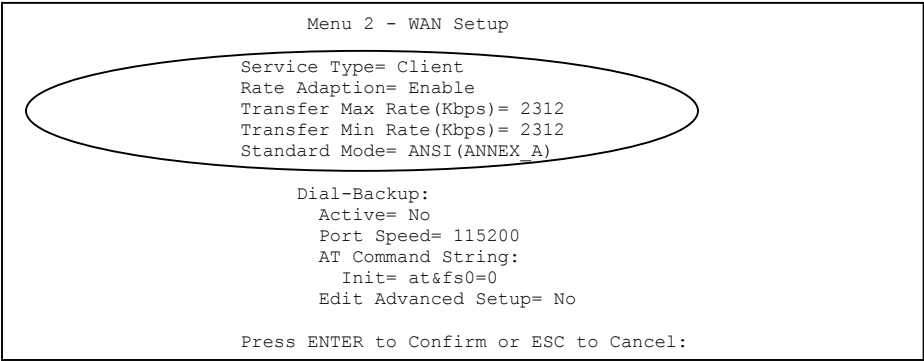 Menu 2 - WAN Setup
Service Type= Client
Rate Adaption= Enable
Transfer Max Rate(Kbps)= 2312
Transfer Min Rate(Kbps)= 2312
Standard Mode= ANSI(ANNEX_A)
Dial-Backup:
Active= No
Port Speed= 115200
AT Command String:
Init= at&fs0=0
Edit Advanced Setup= No
Press ENTER to Confirm or ESC to Cancel: